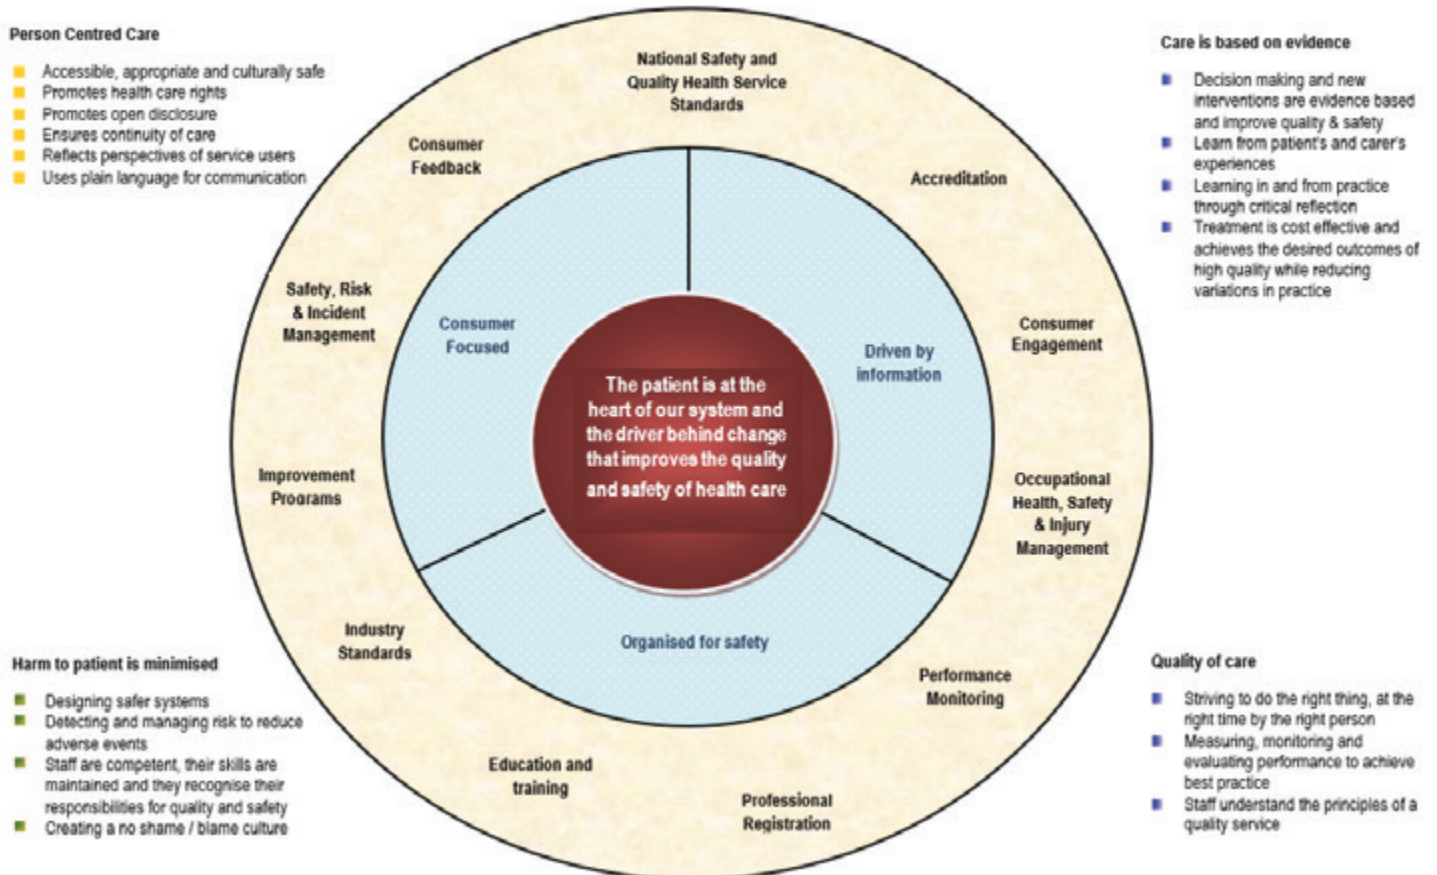 Person Centred Care
Accessible, appropriate and culturally safe
Promotes health care rights
Promotes open disclosure
Ensures continuity of care
Reflects perspectives of service users
Uses plain language for communication
National Safety and
Quality Health Service
Standards
Accreditation
Consumer
Engagement
Occupational
Health, Safety
& Injury
Management
Performance
Monitoring
Professional
Registration
Education and
training
Industry
Standards
Improvement
Programs
Safety, Risk
& Incident
Management
Consumer
Feedback
Consumer
Focused
Driven by
information
Organised for safety
The patient is at the
heart of our system and
the driver behind change
that improves the quality
and safety of health care
Care is based on evidence
Decision making and new
interventions are evidence based
and improve quality & safety
Learn from patient's and carer's
experiences
Learning in and from practice
through critical reflection
Treatment is cost effective and
achieves the desired outcomes of
high quality while reducing
variations in practice
Harm to patient is minimised
Designing safer systems
Detecting and managing risk to reduce
adverse events
Staff are competent, their skills are
maintained and they recognise their
responsibilities for quality and safety
Creating a no shame / blame culture
Quality of care
Striving to do the right thing, at the
right time by the right person
Measuring, monitoring and
evaluating performance to achieve
best practice
Staff understand the principles of a
quality service